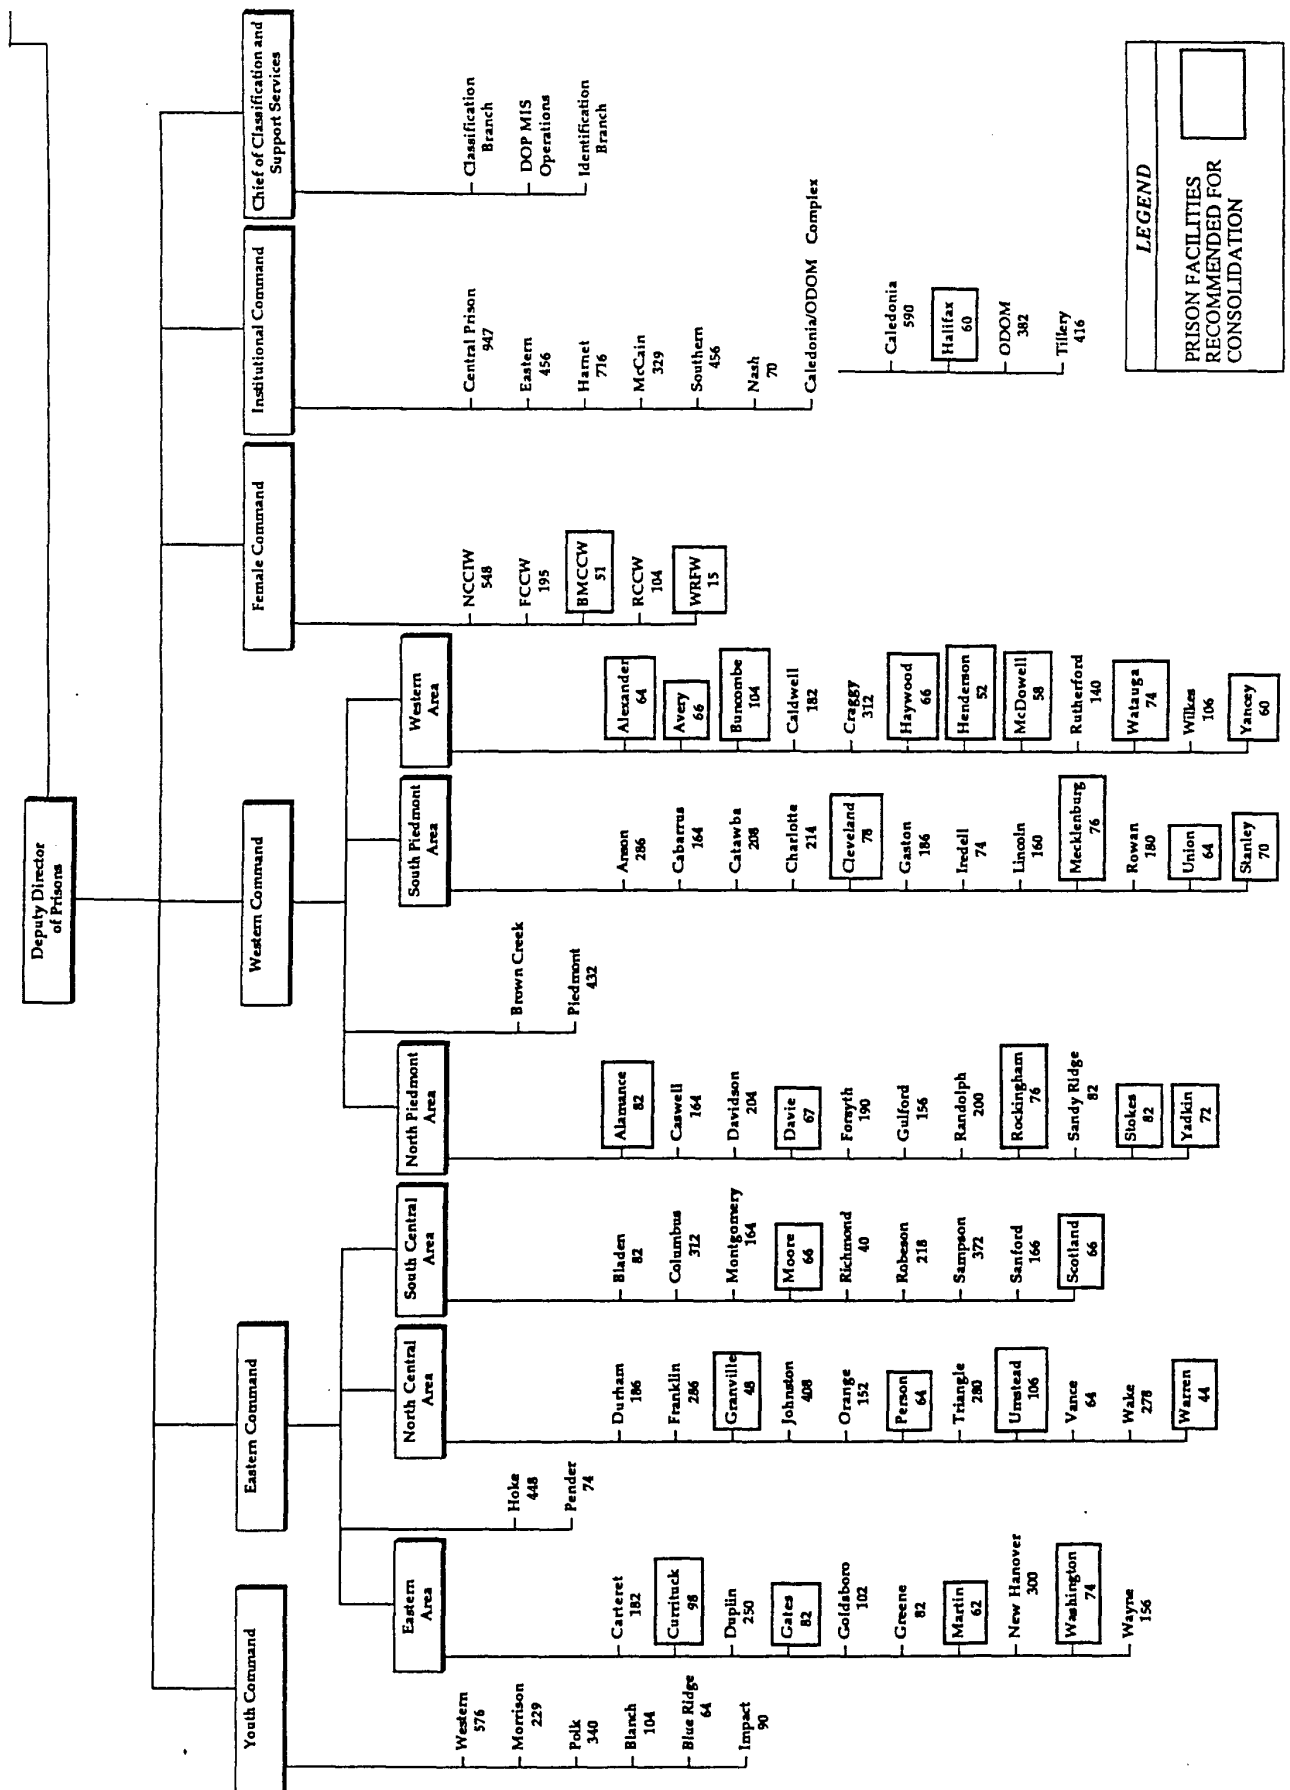 Deputy Director
of Prisons
Youth Command
Western
576
Morrison
229
Polk
340
Blanch
104
Blue Ridge
64
Impact
90
Eastern Command
Eastern
Area
Carteret
182
Currituck
98
Duplin
250
Gates
82
Goldsboro
102
Greene
82
Martin
62
New Hanover
300
Washington
74
Wayne
156
Hoke
448
Pender
74
North Central
Area
Durham
186
Franklin
286
Granville
48
Johnston
408
Orange
152
Person
64
Triangle
280
Umstead
106
Vance
64
Wake
278
Warren
44
South Central
Area
Bladen
82
Columbus
312
Montgomery
164
Moore
66
Richmond
40
Robeson
218
Sampson
372
Sanford
166
Scotland
66
Western Command
North Piedmont
Area
Alamance
82
Caswell
164
Davidson
204
Davie
67
Forsyth
190
Gulford
156
Randolph
200
Rockingham
76
Sandy Ridge
82
Stokes
82
Yadkin
72
Brown Creek
Piedmont
432
South Piedmont
Area
Anson
286
Cabarrus
164
Catawba
208
Charlotte
214
Cleveland
78
Gaston
186
Iredell
74
Lincoln
160
Mecklenburg
76
Rowan
180
Union
64
Stanley
70
Western
Area
Alexander
64
Avery
66
Buncombe
104
Caldwell
182
Craggy
312
Haywood
66
Henderson
52
McDowell
58
Rutherford
140
Watauga
74
Wilkes
106
Yancey
60
Female Command
NCCIW
548
FCCW
195
BMCCW
51
RCCW
104
WRFW
15
Institutional Command
Central Prison
947
Eastern
456
Harnet
716
McCain
329
Southern
456
Nash
70
Caledonia/ODOM Complex
Caledonia
590
Halifax
60
ODOM
382
Tillery
416
Chief of Classification and
Support Services
Classification
Branch
DOP MIS
Operations
Identification
Branch
LEGEND
PRISON FACILITIES
RECOMMENDED FOR
CONSOLIDATION